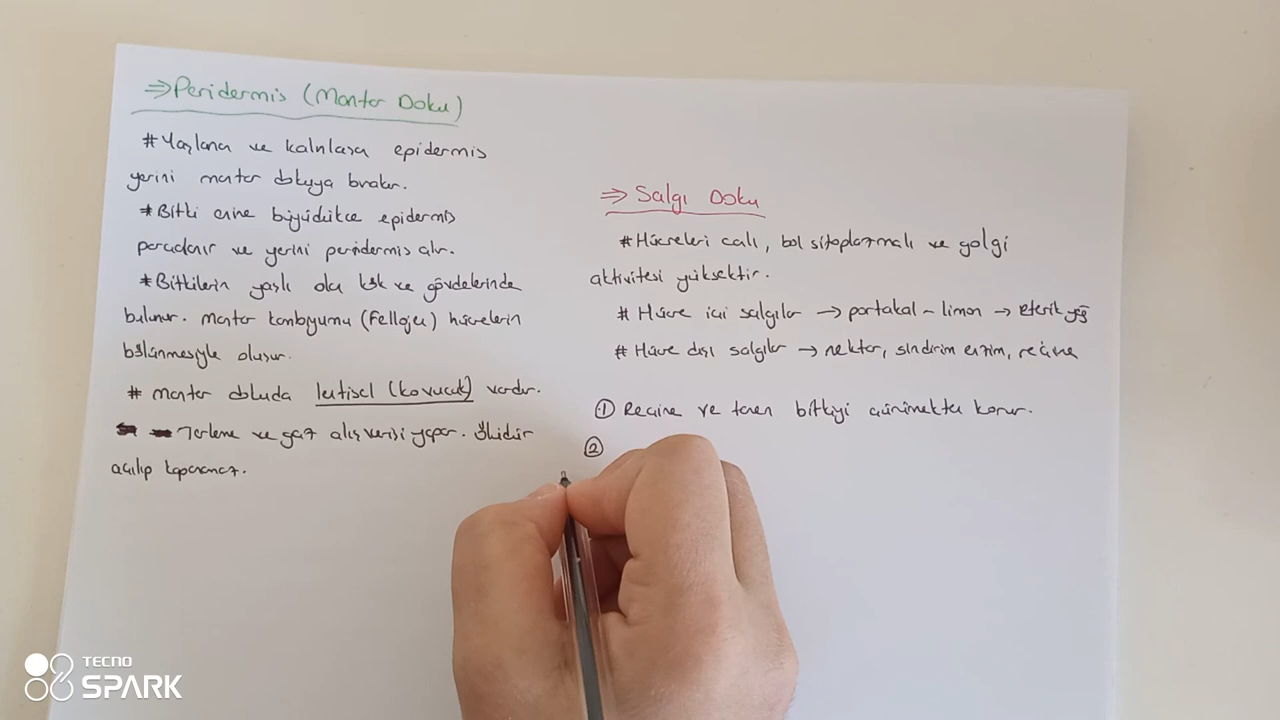 ⇒ Peridermis (Mantar Doku)
# Yaşlanan ve kalınlaşan epidermis
yerini mantar dokuya bırakır.
* Bitki enine büyüdükçe epidermis
parçalanır ve yerini peridermis alır.
* Bitkilerin yaşlı olan kök ve gövdelerinde
bulunur. Mantar kambiyumu (Fellojen) hücrelerin
bölünmesiyle oluşur.
# Mantar dokuda lentisel (kovucuk) vardır.
Terleme ve gaz alışverişi yapar. Ölüdür
açılıp kapanamaz.
⇒ Salgı Doku
# Hücreleri canlı, bol sitoplazmalı ve golgi
aktivitesi yüksektir.
# Hücre içi salgılar → portakal - limon → eterik yağ
# Hücre dışı salgılar → nektar, sindirim enzim, reçine
① Reçine ve tanen bitkiyi çürümekten korur.
②
TECNO
SPARK